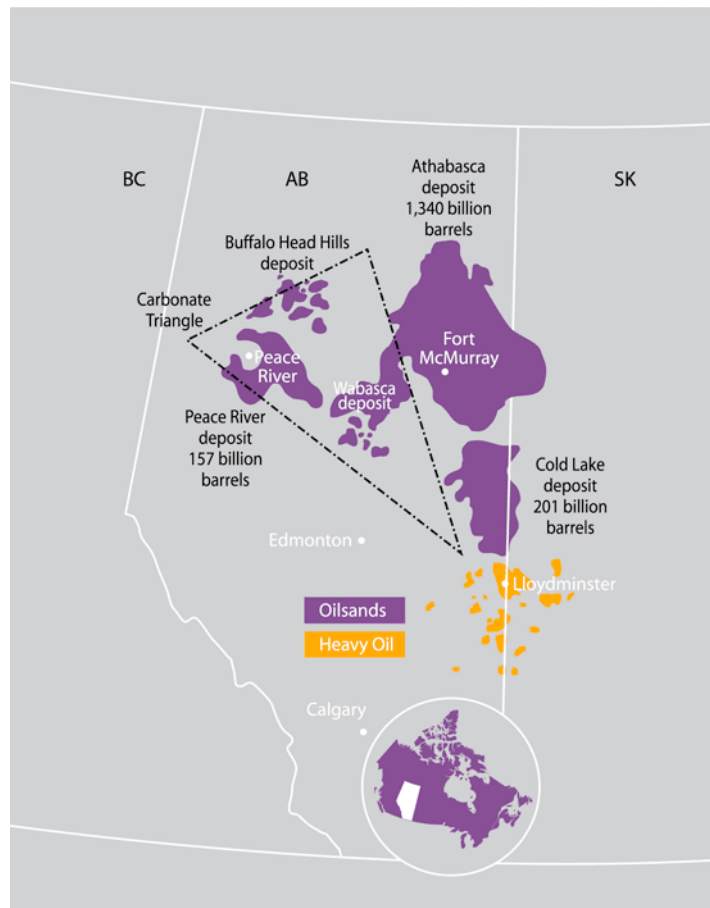 BC
AB
SK
Athabasca
deposit
1,340 billion
barrels
Buffalo Head Hills
deposit
Carbonate
Triangle
Peace
River
Fort
McMurray
Wabasca
deposit
Peace River
deposit
157 billion
barrels
Cold Lake
deposit
201 billion
barrels
Edmonton
Lloydminster
Oilsands
Heavy Oil
Calgary